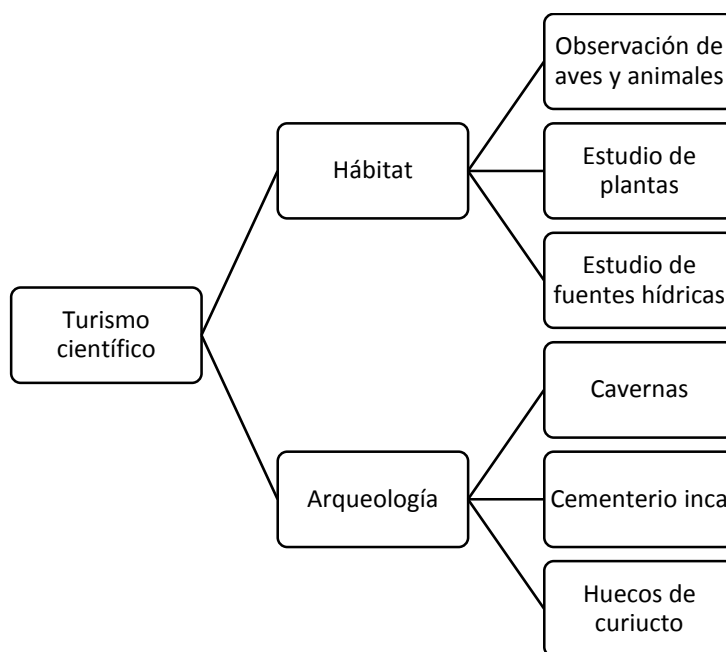 Observación de
aves y animales
Hábitat
Estudio de
plantas
Estudio de
fuentes hídricas
Turismo
científico
Cavernas
Arqueología
Cementerio inca
Huecos de
curiucto